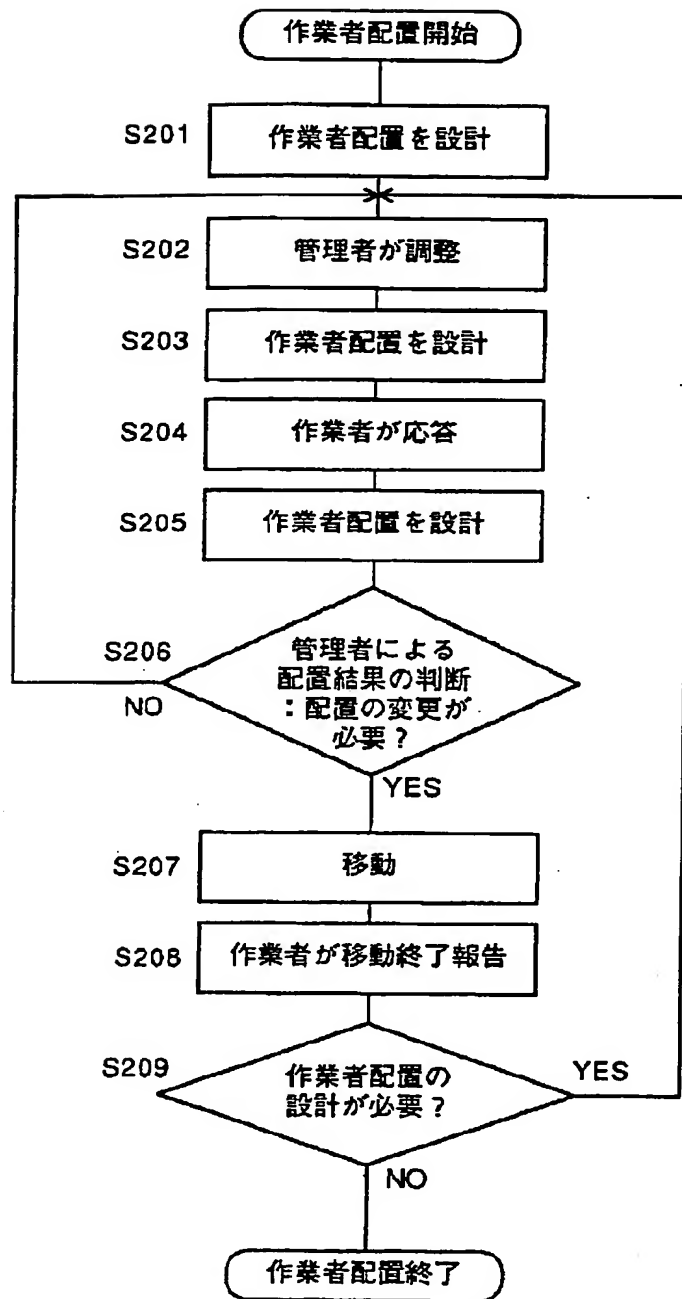 作業者配置開始
S201
作業者配置を設計
S202
管理者が調整
S203
作業者配置を設計
S204
作業者が応答
S205
作業者配置を設計
S206
管理者による
配置結果の判断
：配置の変更が
必要？
NO
YES
S207
移動
S208
作業者が移動終了報告
S209
作業者配置の
設計が必要？
YES
NO
作業者配置終了